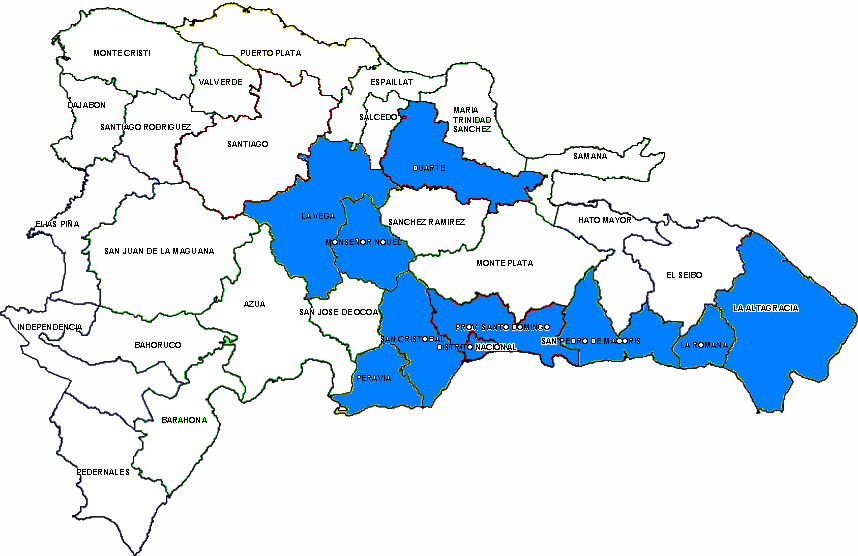 PUERTO PLATA
MONTECRISTI
VALVERDE
ESPAILLAT
DAJABON
SALCEDO
MARIA
TRINIDAD
SANCHEZ
SANTIAGO RODRIGUEZ
SANTIAGO
SAMANA
DUARTE
ELIAS PIÑA
LA VEGA
SANCHEZ RAMIREZ
HATO MAYOR
MONSEÑOR NOUEL
SAN JUAN DE LA MAGUANA
MONTE PLATA
EL SEIBO
AZUA
SAN JOSE DE OCOA
LA ALTAGRACIA
INDEPENDENCIA
PROV. SANTO DOMINGO
SAN CRISTOBAL
SAN PEDRO DE MACORIS
BAHORUCO
DISTRITO NACIONAL
LA ROMANA
PERAVIA
BARAHONA
PEDERNALES